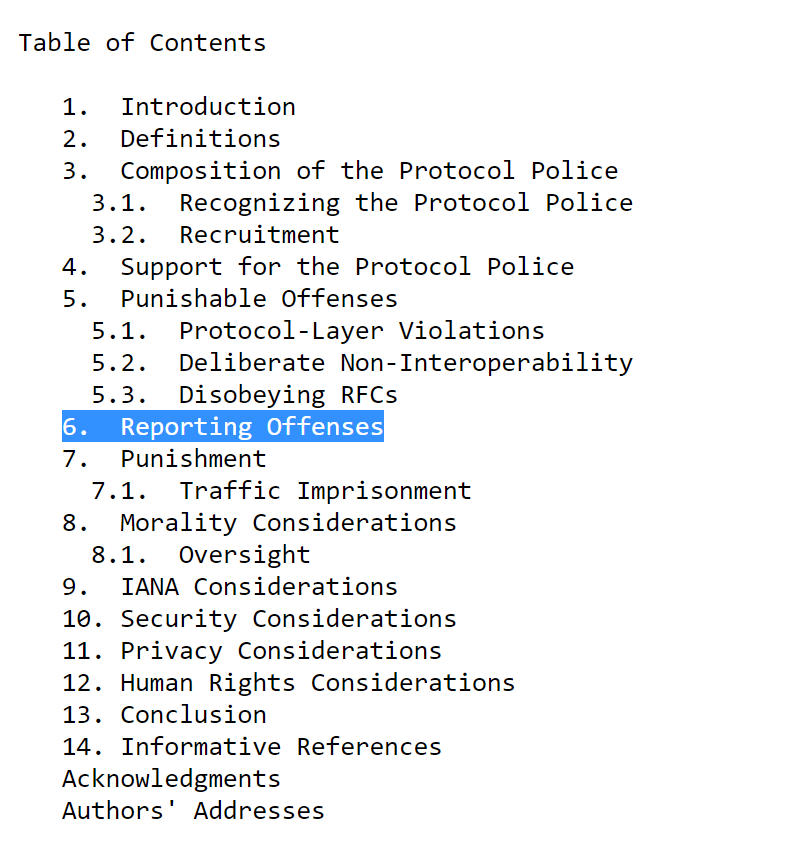 Table of Contents
1.  Introduction
2.  Definitions
3.  Composition of the Protocol Police
3.1.  Recognizing the Protocol Police
3.2.  Recruitment
4.  Support for the Protocol Police
5.  Punishable Offenses
5.1.  Protocol-Layer Violations
5.2.  Deliberate Non-Interoperability
5.3.  Disobeying RFCs
6.  Reporting Offenses
7.  Punishment
7.1.  Traffic Imprisonment
8.  Morality Considerations
8.1.  Oversight
9.  IANA Considerations
10. Security Considerations
11. Privacy Considerations
12. Human Rights Considerations
13. Conclusion
14. Informative References
Acknowledgments
Authors' Addresses